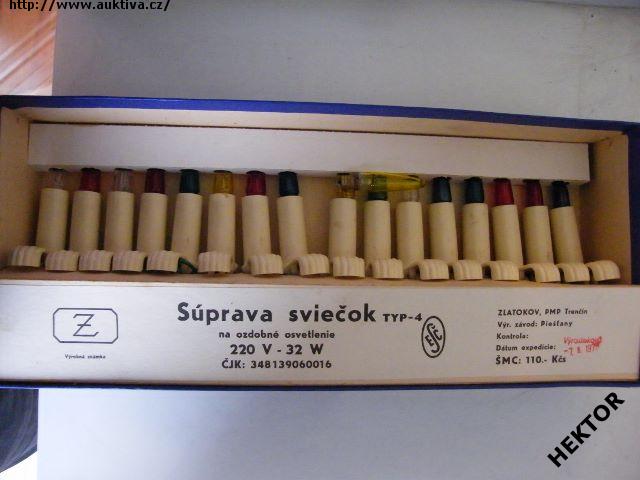 http://www.auktiva.cz/
Z
Výrobná známka
Súprava sviečok TYP-4
na ozdobné osvetlenie
220 V - 32 W
ČJK: 348139060016
ESČ
ZLATOKOV, PMP Trenčín
Výr. závod: Piešťany
Kontrola:
Dátum expedície:
ŠMC: 110.- Kčs
HEKTOR